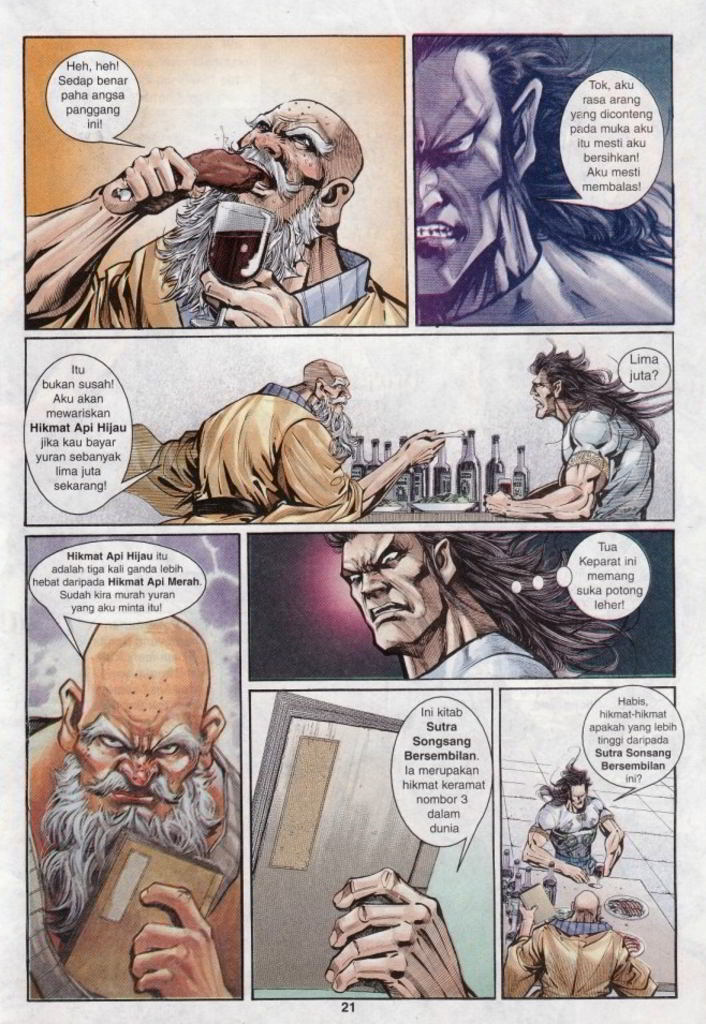 Heh, heh!
Sedap benar
paha angsa
panggang
ini!
Tok, aku
rasa arang
yang diconteng
pada muka aku
itu mesti aku
bersihkan!
Aku mesti
membalas!
Itu
bukan susah!
Aku akan
mewariskan
Hikmat Api Hijau
jika kau bayar
yuran sebanyak
lima juta
sekarang!
Lima
juta?
Hikmat Api Hijau itu
adalah tiga kali ganda lebih
hebat daripada Hikmat Api Merah.
Sudah kira murah yuran
yang aku minta itu!
Tua
Keparat ini
memang
suka potong
leher!
Ini kitab
Sutra
Songsang
Bersembilan.
Ia merupakan
hikmat keramat
nombor 3
dalam
dunia
Habis,
hikmat-hikmat
apakah yang lebih
tinggi daripada
Sutra Sonsang
Bersembilan
ini?
21